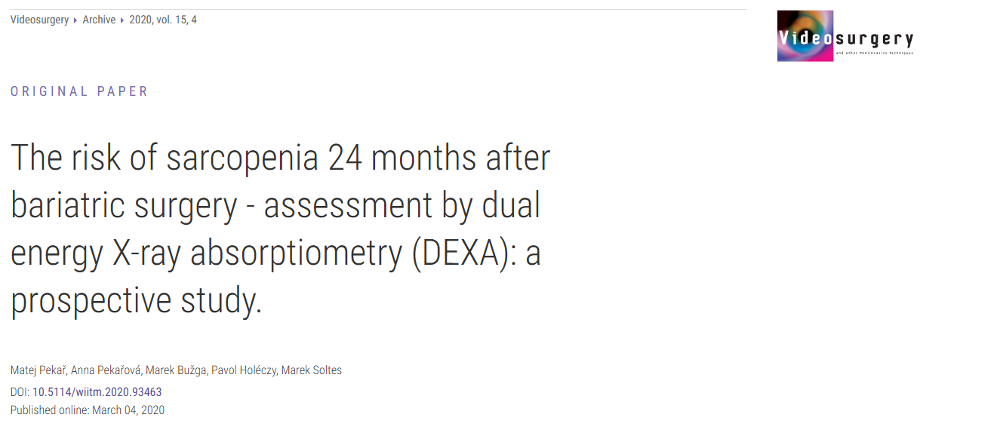 Videosurgery Archive 2020, vol. 15, 4
Videosurgery
and other miniinvasive techniques
ORIGINAL PAPER
The risk of sarcopenia 24 months after
bariatric surgery - assessment by dual
energy X-ray absorptiometry (DEXA): a
prospective study.
Matej Pekař, Anna Pekařová, Marek Bužga, Pavol Holéczy, Marek Soltes
DOI: 10.5114/wiitm.2020.93463
Published online: March 04, 2020